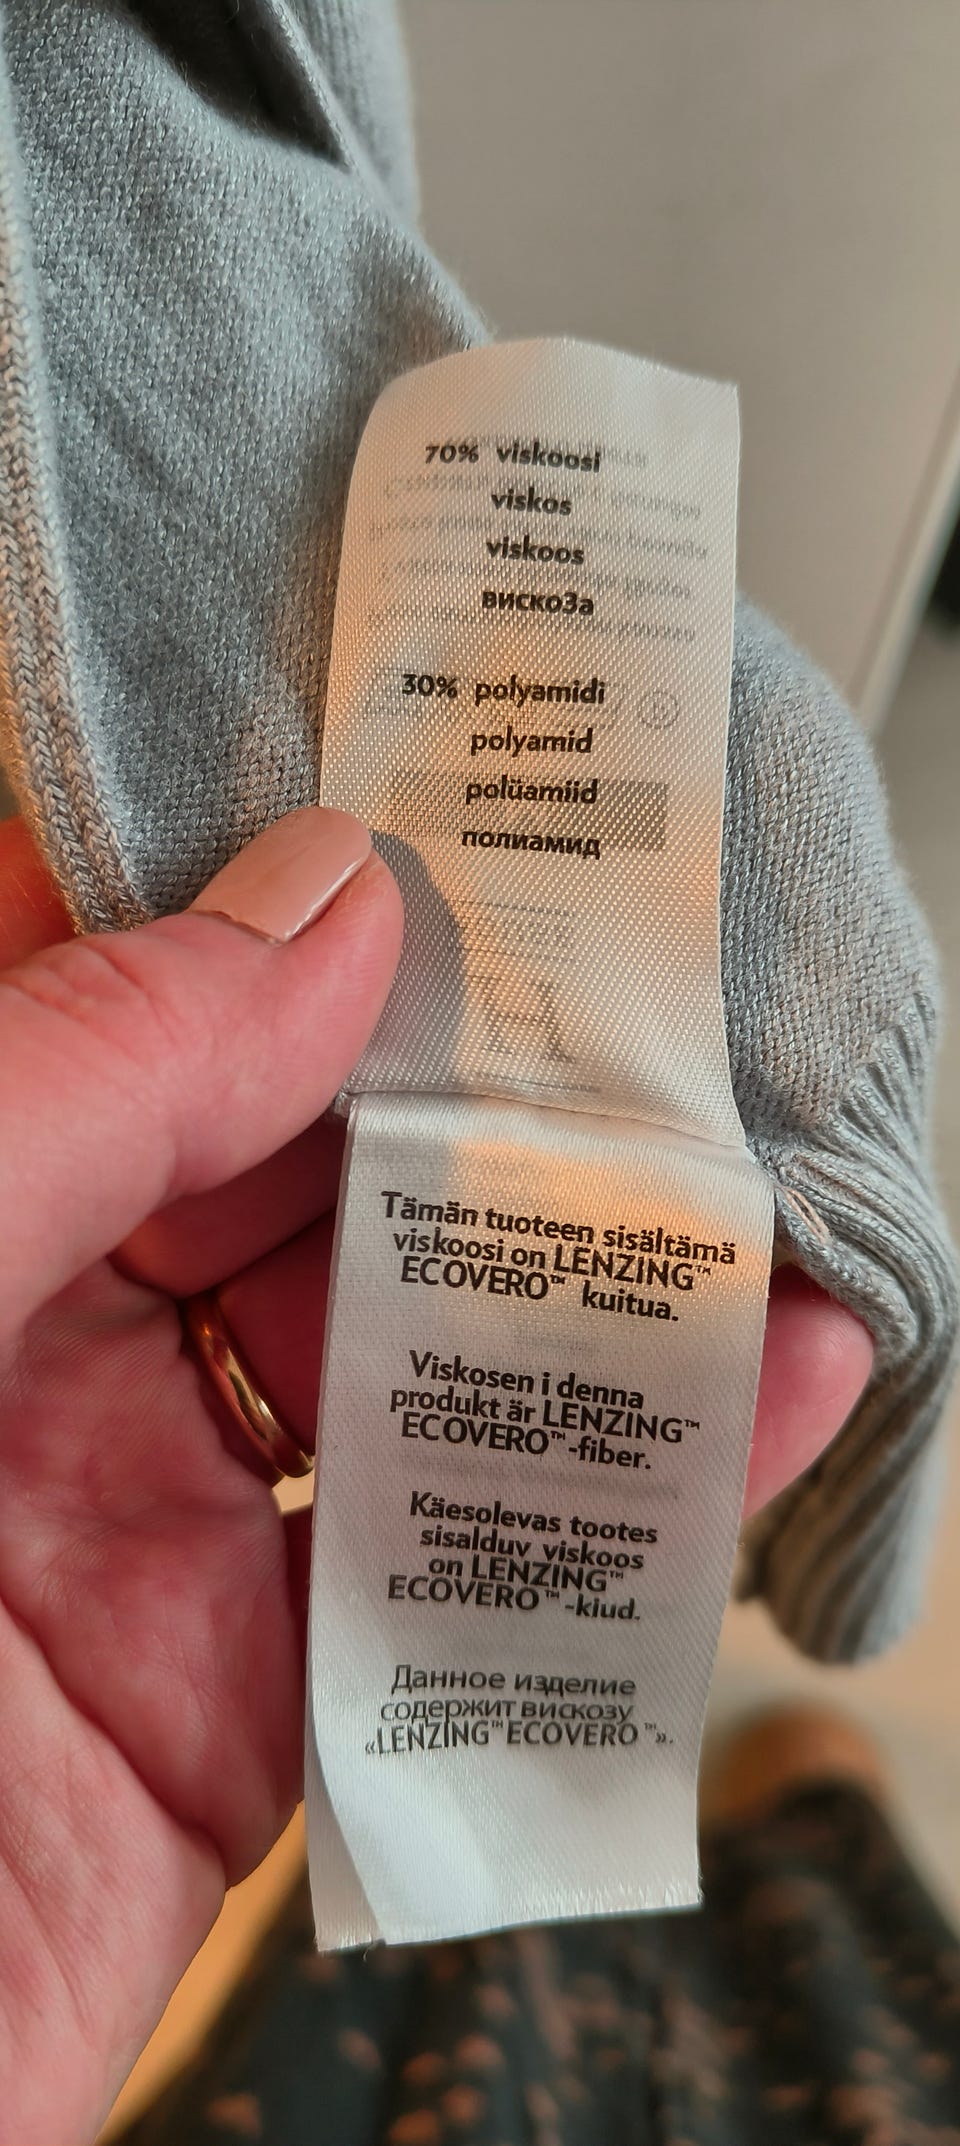 70% viskoosi
viskos
viskoos
вискоЗа
30% polyamidi
polyamid
polüamiid
полиамид
Tämän tuoteen sisältämä
viskoosi on LENZING™
ECOVERO™ kuitua.
Viskosen i denna
produkt är LENZING™
ECOVERO™-fiber.
Käesolevas tootes
sisalduv viskoos
on LENZING™
ECOVERO™-kiud.
Данное изделие
содержит вискозу
«LENZING™ ECOVERO™».